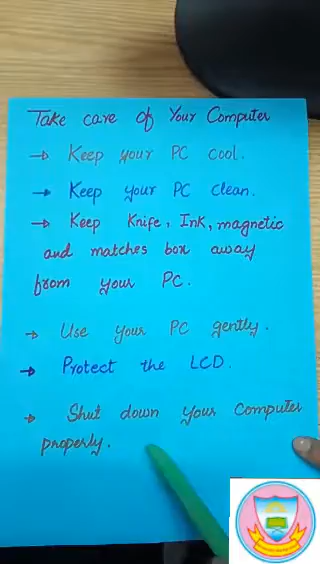 Take care of Your Computer
→ Keep your PC cool.
→ Keep your PC clean.
→ Keep Knife, Ink, magnetic
and matches box away
from your PC.
→ Use your PC gently.
→ Protect the LCD.
→ Shut down your Computer
properly.